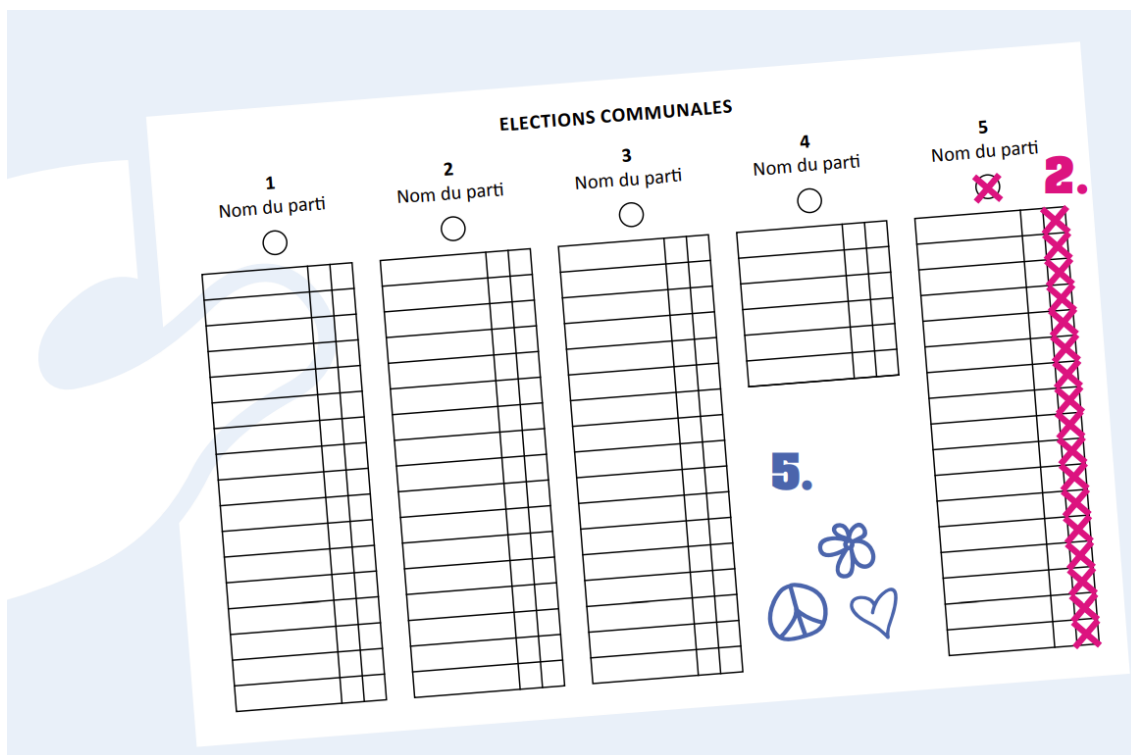 ELECTIONS COMMUNALES
1
Nom du parti
2
Nom du parti
3
Nom du parti
4
Nom du parti
5
Nom du parti
2.
5.